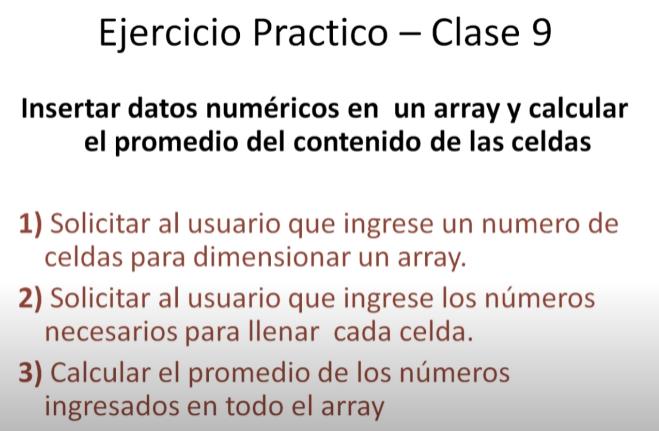 Ejercicio Practico – Clase 9
Insertar datos numéricos en un array y calcular
el promedio del contenido de las celdas
1) Solicitar al usuario que ingrese un numero de
celdas para dimensionar un array.
2) Solicitar al usuario que ingrese los números
necesarios para llenar cada celda.
3) Calcular el promedio de los números
ingresados en todo el array